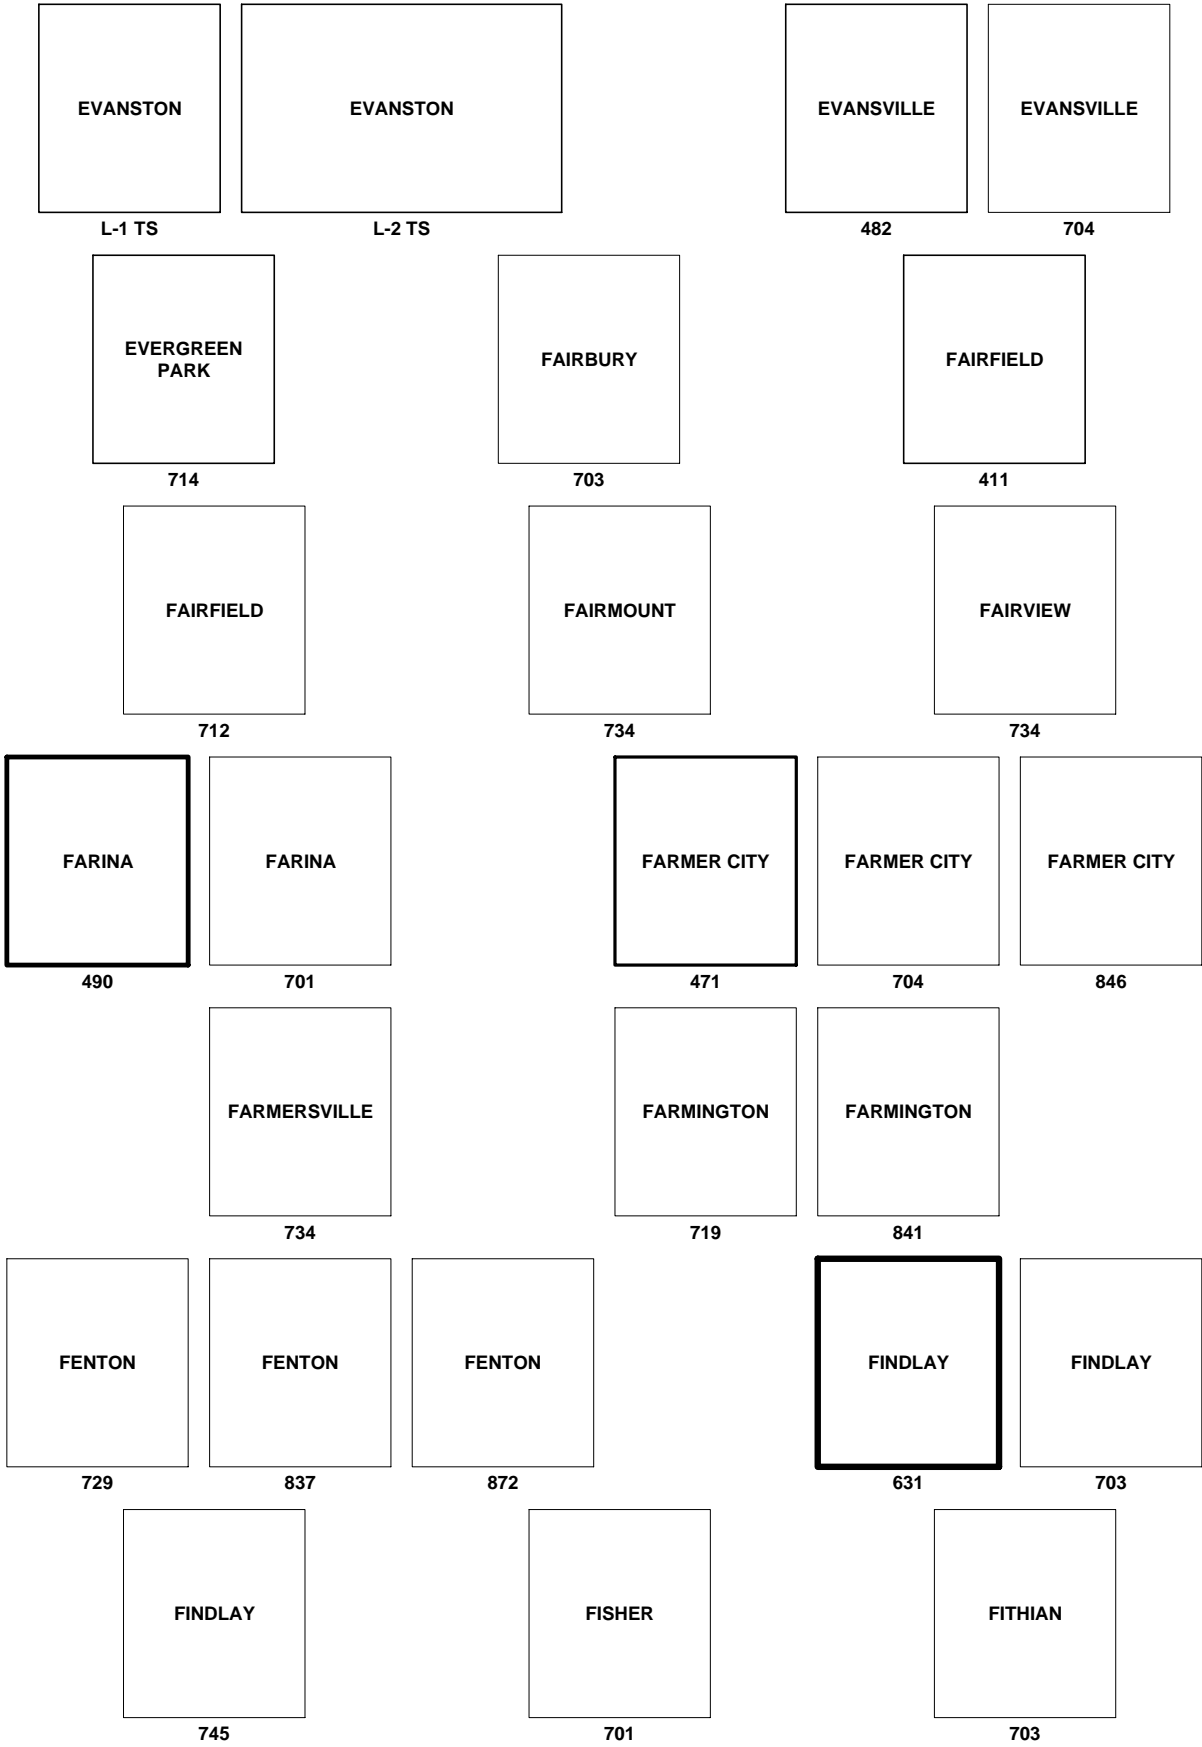 EVANSTON EVANSTON EVANSVILLE EVANSVILLE
L-1 TS L-2 TS 482 704
EVERGREEN
PARK FAIRBURY FAIRFIELD
714 703 411
FAIRFIELD FAIRMOUNT FAIRVIEW
712 734 734
FARINA FARINA FARMER CITY FARMER CITY FARMER CITY
490 701 471 704 846
FARMERSVILLE FARMINGTON FARMINGTON
734 719 841
FENTON FENTON FENTON FINDLAY FINDLAY
729 837 872 631 703
FINDLAY FISHER FITHIAN
745 701 703